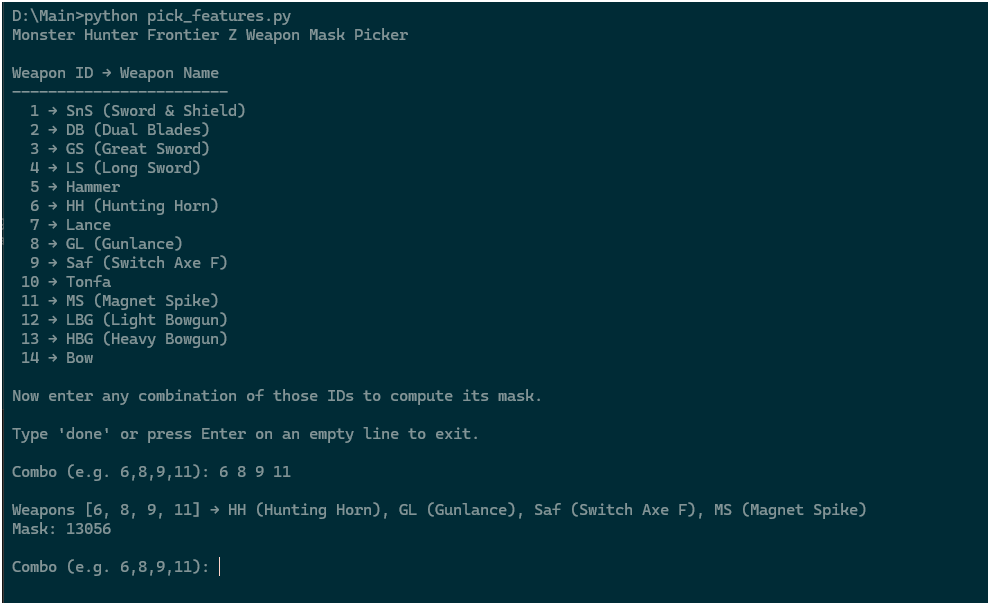 D:\Main>python pick_features.py
Monster Hunter Frontier Z Weapon Mask Picker
Weapon ID → Weapon Name
------------------------
1 → SnS (Sword & Shield)
2 → DB (Dual Blades)
3 → GS (Great Sword)
4 → LS (Long Sword)
5 → Hammer
6 → HH (Hunting Horn)
7 → Lance
8 → GL (Gunlance)
9 → Saf (Switch Axe F)
10 → Tonfa
11 → MS (Magnet Spike)
12 → LBG (Light Bowgun)
13 → HBG (Heavy Bowgun)
14 → Bow
Now enter any combination of those IDs to compute its mask.
Type 'done' or press Enter on an empty line to exit.
Combo (e.g. 6,8,9,11): 6 8 9 11
Weapons [6, 8, 9, 11] → HH (Hunting Horn), GL (Gunlance), Saf (Switch Axe F), MS (Magnet Spike)
Mask: 13056
Combo (e.g. 6,8,9,11):